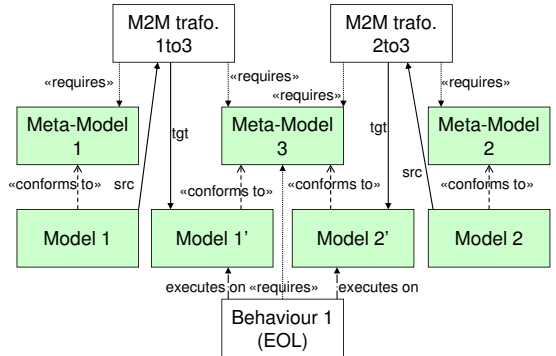 M2M trafo.
1to3
M2M trafo.
2to3
«requires»
«requires»
«requires»
«requires»
Meta-Model
1
tgt
Meta-Model
3
tgt
Meta-Model
2
«conforms to»
src
«conforms to»
«conforms to»
src
«conforms to»
Model 1
Model 1'
Model 2'
Model 2
executes on
«requires»
executes on
Behaviour 1
(EOL)